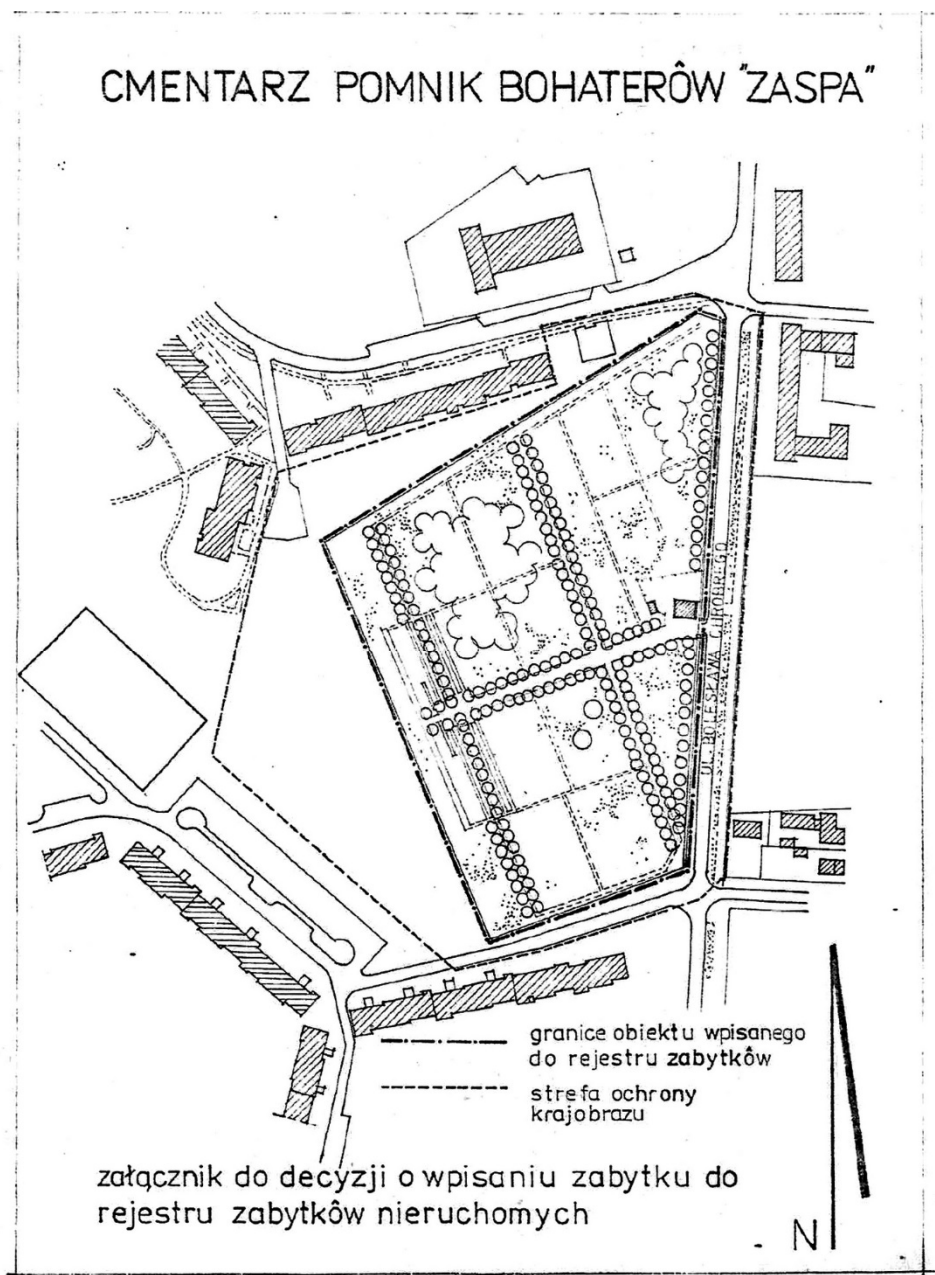 CMENTARZ POMNIK BOHATERÓW "ZASPA"
UL. BOLESŁAWA CHROBREGO
granice obiektu wpisanego
do rejestru zabytków
strefa ochrony
krajobrazu
załącznik do decyzji o wpisaniu zabytku do
rejestru zabytków nieruchomych
N